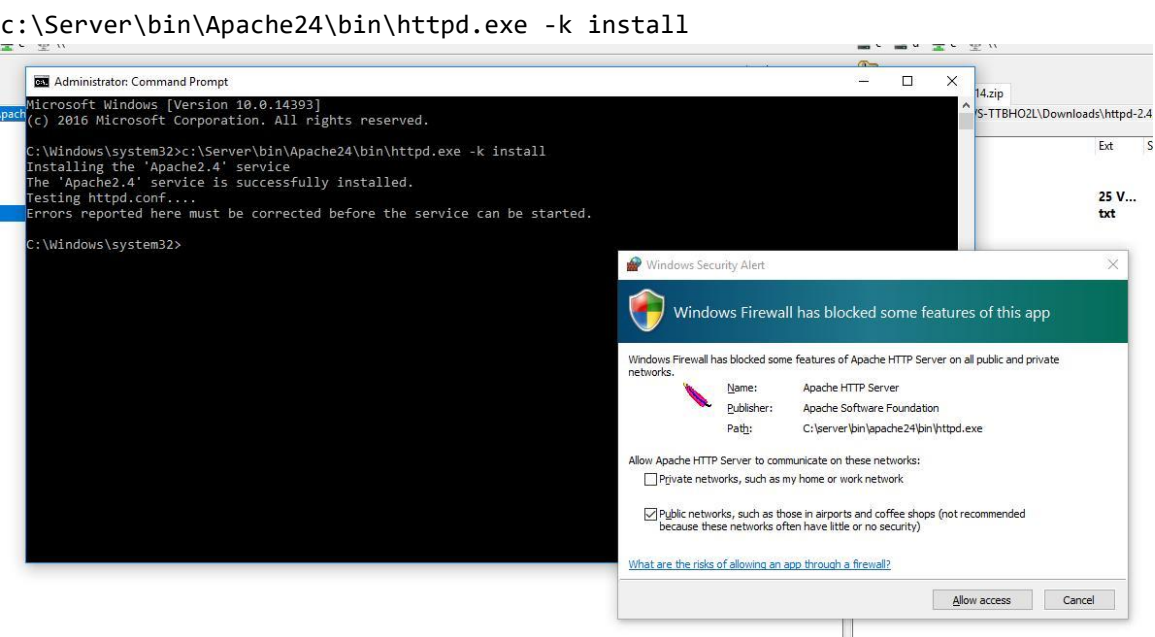 c:\Server\bin\Apache24\bin\httpd.exe -k install
Administrator: Command Prompt
Microsoft Windows [Version 10.0.14393]
(c) 2016 Microsoft Corporation. All rights reserved.
C:\Windows\system32>c:\Server\bin\Apache24\bin\httpd.exe -k install
Installing the 'Apache2.4' service
The 'Apache2.4' service is successfully installed.
Testing httpd.conf....
Errors reported here must be corrected before the service can be started.
C:\Windows\system32>
14.zip
S-TTBHO2L\Downloads\httpd-2.4
Ext
25 V...
txt
Windows Security Alert
Windows Firewall has blocked some features of this app
Windows Firewall has blocked some features of Apache HTTP Server on all public and private
networks.
Name: Apache HTTP Server
Publisher: Apache Software Foundation
Path: C:\server\bin\apache24\bin\httpd.exe
Allow Apache HTTP Server to communicate on these networks:
Private networks, such as my home or work network
Public networks, such as those in airports and coffee shops (not recommended
because these networks often have little or no security)
What are the risks of allowing an app through a firewall?
Allow access
Cancel